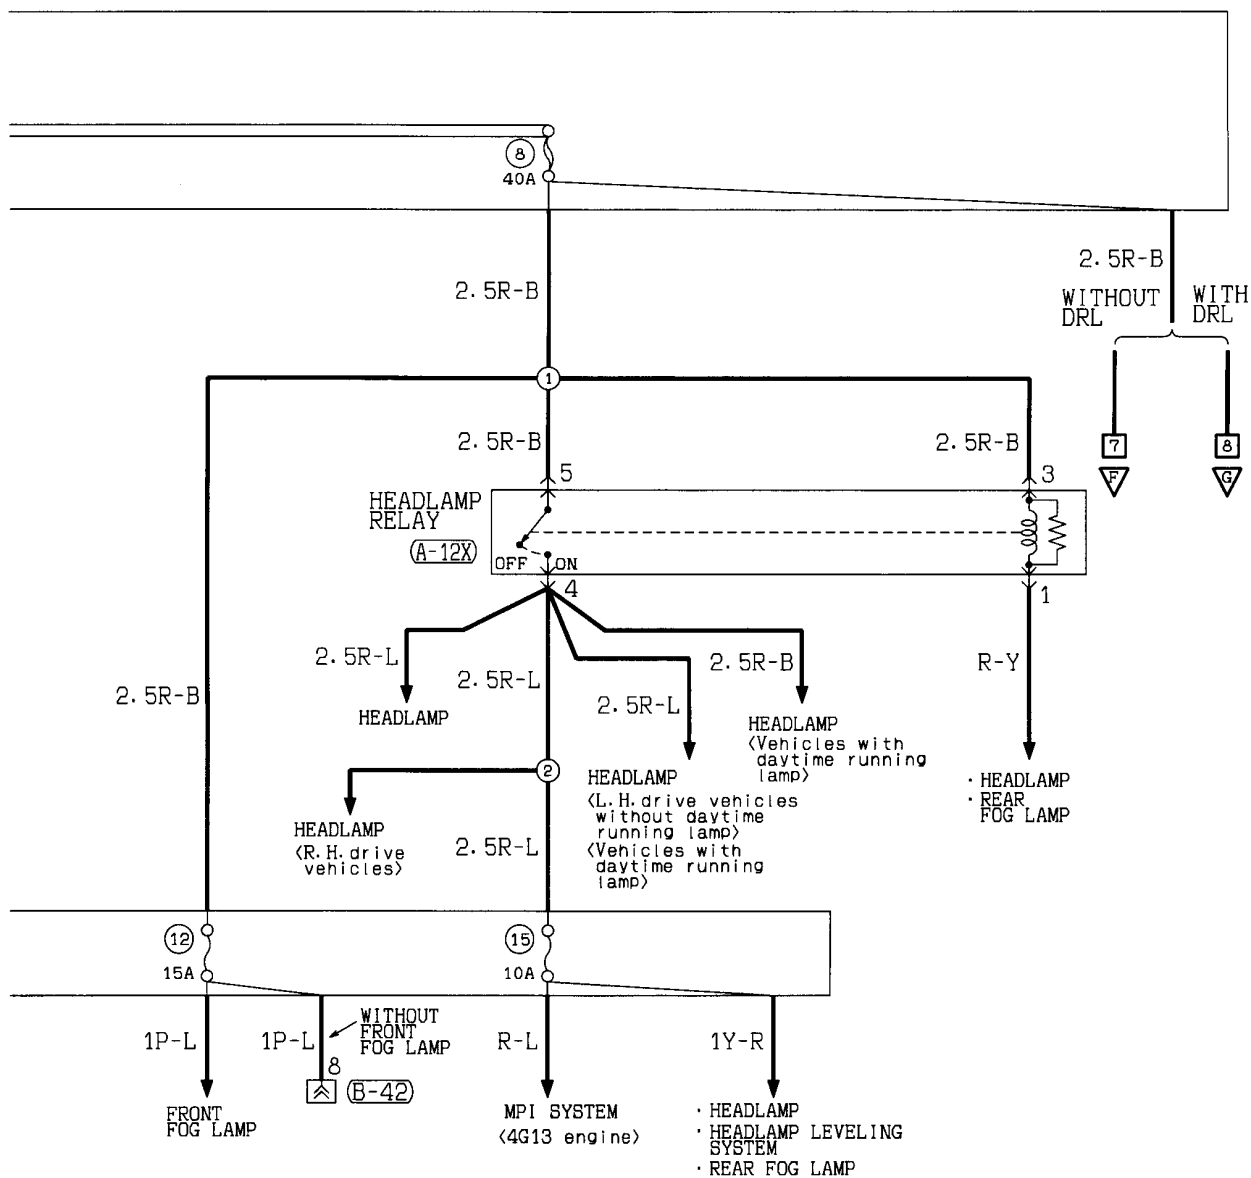 8
40A
2.5R-B
2.5R-B
WITHOUT
DRL
WITH
DRL
1
2.5R-B
2.5R-B
7
8
F
G
5
3
HEADLAMP
RELAY
(A-12X)
OFF
ON
4
1
2.5R-L
2.5R-L
2.5R-B
R-Y
2.5R-B
2.5R-L
HEADLAMP
HEADLAMP
<Vehicles with
daytime running
lamp>
2
HEADLAMP
<L.H.drive vehicles
without daytime
running lamp>
<Vehicles with
daytime running
lamp>
· HEADLAMP
· REAR
FOG LAMP
HEADLAMP
<R.H.drive
vehicles>
2.5R-L
12
15A
15
10A
1P-L
1P-L
WITHOUT
FRONT
FOG LAMP
R-L
1Y-R
8
(B-42)
FRONT
FOG LAMP
MPI SYSTEM
<4G13 engine>
· HEADLAMP
· HEADLAMP LEVELING
SYSTEM
· REAR FOG LAMP